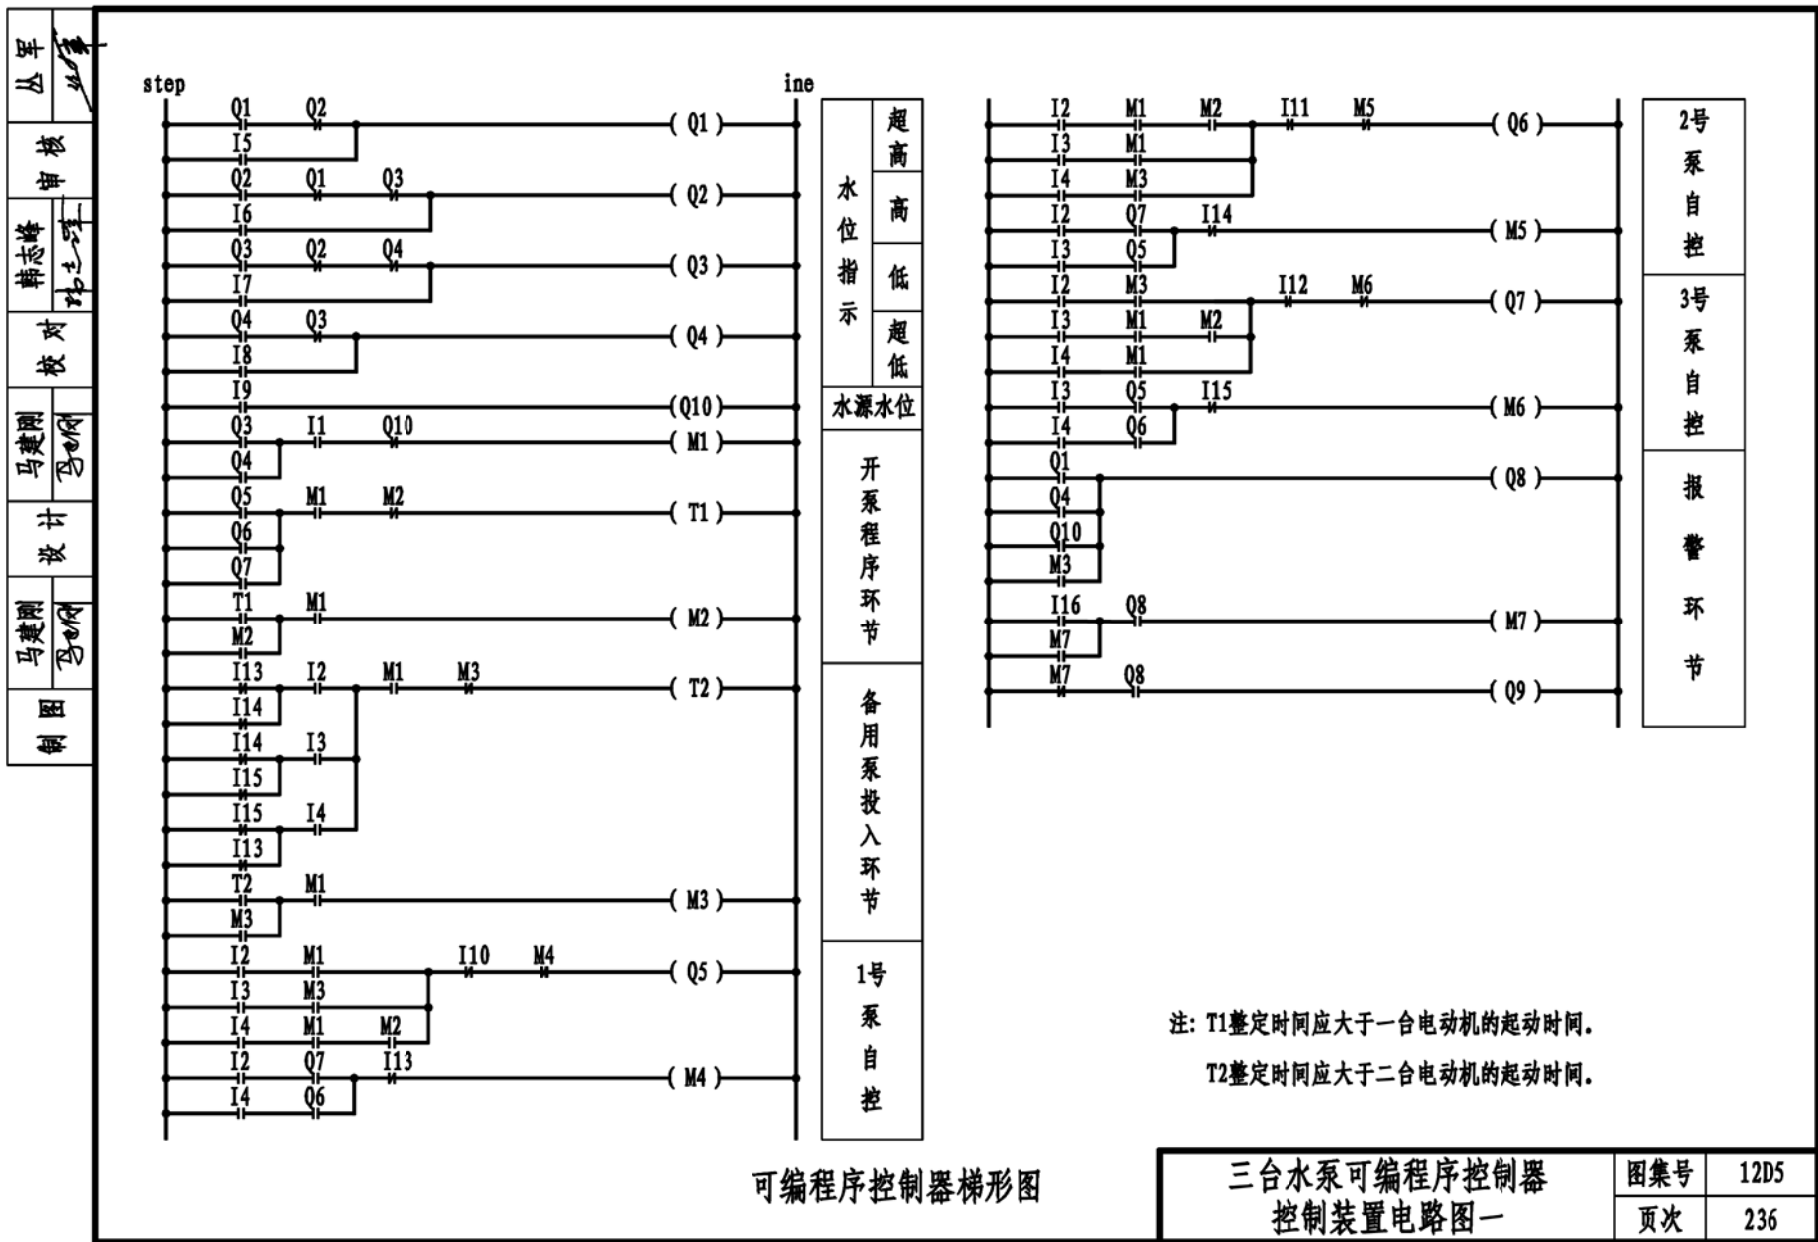 step ine
Q1 Q2 ( Q1 )
I5
Q2 Q1 Q3 ( Q2 )
I6
Q3 Q2 Q4 ( Q3 )
I7
Q4 Q3 ( Q4 )
I8
I9 (Q10 )
Q3 I1 Q10 ( M1 )
Q4
Q5 M1 M2 ( T1 )
Q6
Q7
T1 M1 ( M2 )
M2
I13 I2 M1 M3 ( T2 )
I14
I14 I3
I15
I15 I4
I13
T2 M1 ( M3 )
M3
I2 M1 I10 M4 ( Q5 )
I3 M3
I4 M1 M2
I2 Q7 I13 ( M4 )
I4 Q6
水位指示
超高
高
低
超低
水源水位
开泵程序环节
备用泵投入环节
1号泵自控
I2 M1 M2 I11 M5 ( Q6 )
I3 M1
I4 M3
I2 Q7 I14 ( M5 )
I3 Q5
I2 M3 I12 M6 ( Q7 )
I3 M1 M2
I4 M1
I3 Q5 I15 ( M6 )
I4 Q6
Q1 ( Q8 )
Q4
Q10
M3
I16 Q8 ( M7 )
M7
M7 Q8 ( Q9 )
2号泵自控
3号泵自控
报警环节
注: T1整定时间应大于一台电动机的起动时间。
T2整定时间应大于二台电动机的起动时间。
可编程序控制器梯形图
三台水泵可编程序控制器
控制装置电路图一
图集号 12D5
页次 236
丛军
审核
韩志峰
韩志峰
校对
马建刚
马建刚
设计
马建刚
马建刚
制图